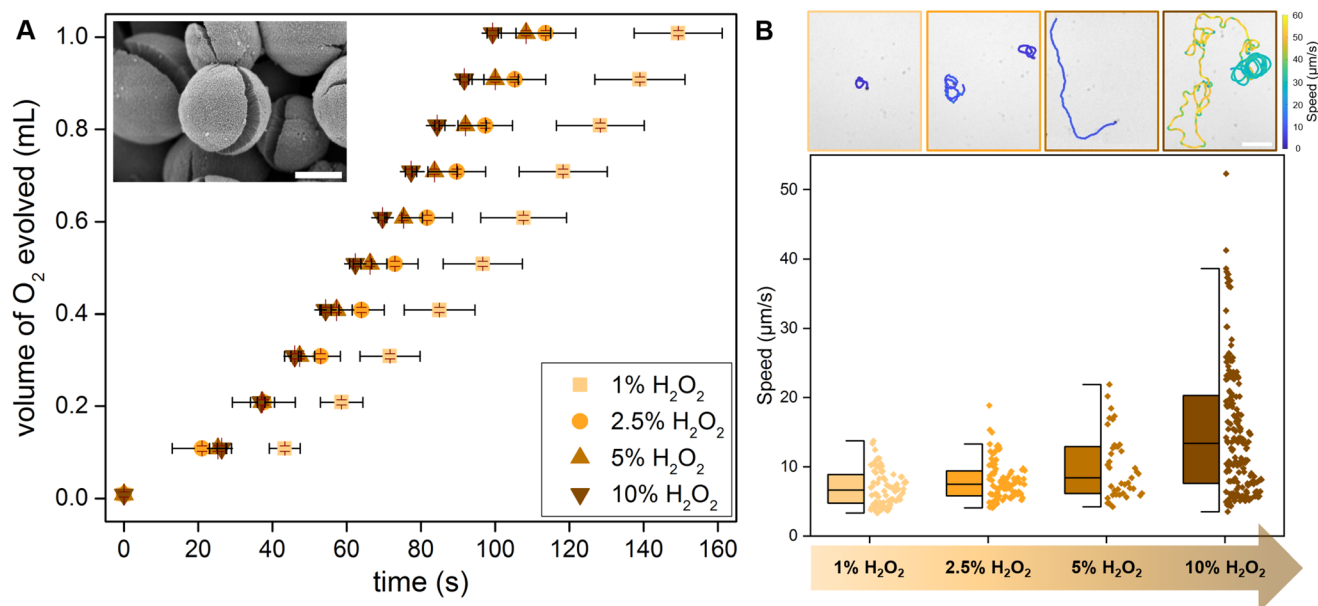 A
volume of O₂ evolved (mL)
1.0
0.8
0.6
0.4
0.2
0.0
0 20 40 60 80 100 120 140 160
time (s)
1% H₂O₂
2.5% H₂O₂
5% H₂O₂
10% H₂O₂
B
60
50
40
30
20
10
0
Speed (µm/s)
Speed (µm/s)
50
40
30
20
10
0
1% H₂O₂ 2.5% H₂O₂ 5% H₂O₂ 10% H₂O₂